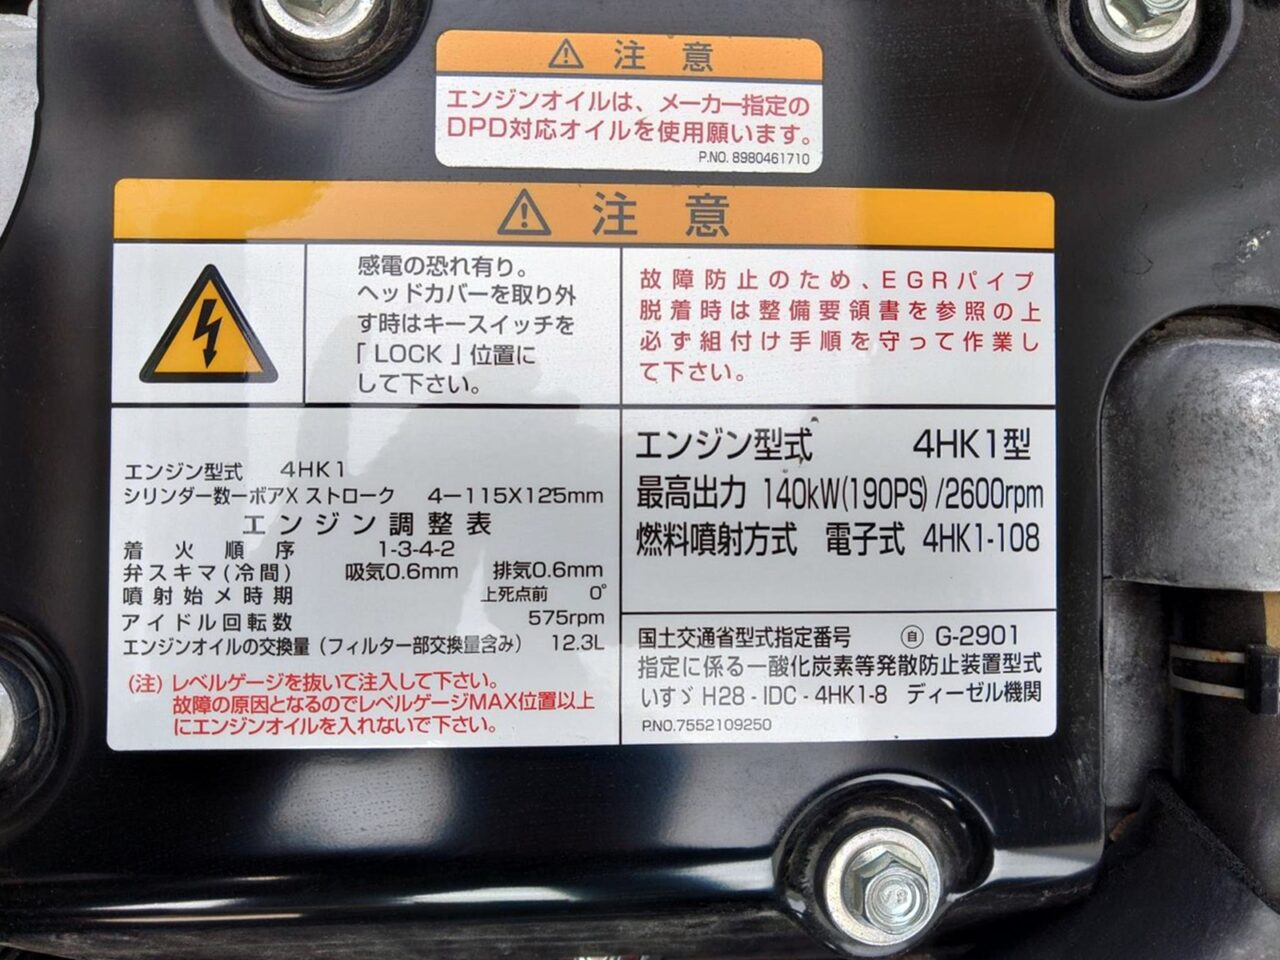 ⚠ 注意
エンジンオイルは、メーカー指定の
DPD対応オイルを使用願います。
P.NO. 8980461710
⚠ 注意
感電の恐れ有り。
ヘッドカバーを取り外
す時はキースイッチを
「LOCK」位置に
して下さい。
故障防止のため、EGRパイプ
脱着時は整備要領書を参照の上
必ず組付け手順を守って作業し
て下さい。
エンジン型式 4HK1
シリンダー数ーボアX ストローク 4ー115X125mm
エンジン調整表
着火順序 1-3-4-2
弁スキマ(冷間) 吸気0.6mm 排気0.6mm
噴射始メ時期 上死点前 0°
アイドル回転数 575rpm
エンジンオイルの交換量(フィルター部交換量含み) 12.3L
(注) レベルゲージを抜いて注入して下さい。
故障の原因となるのでレベルゲージMAX位置以上
にエンジンオイルを入れないで下さい。
エンジン型式 4HK1型
最高出力 140kW(190PS)/2600rpm
燃料噴射方式 電子式 4HK1-108
国土交通省型式指定番号 ㊀自 G-2901
指定に係る一酸化炭素等発散防止装置型式
いすゞ H28 - IDC - 4HK1-8 ディーゼル機関
P.NO.7552109250